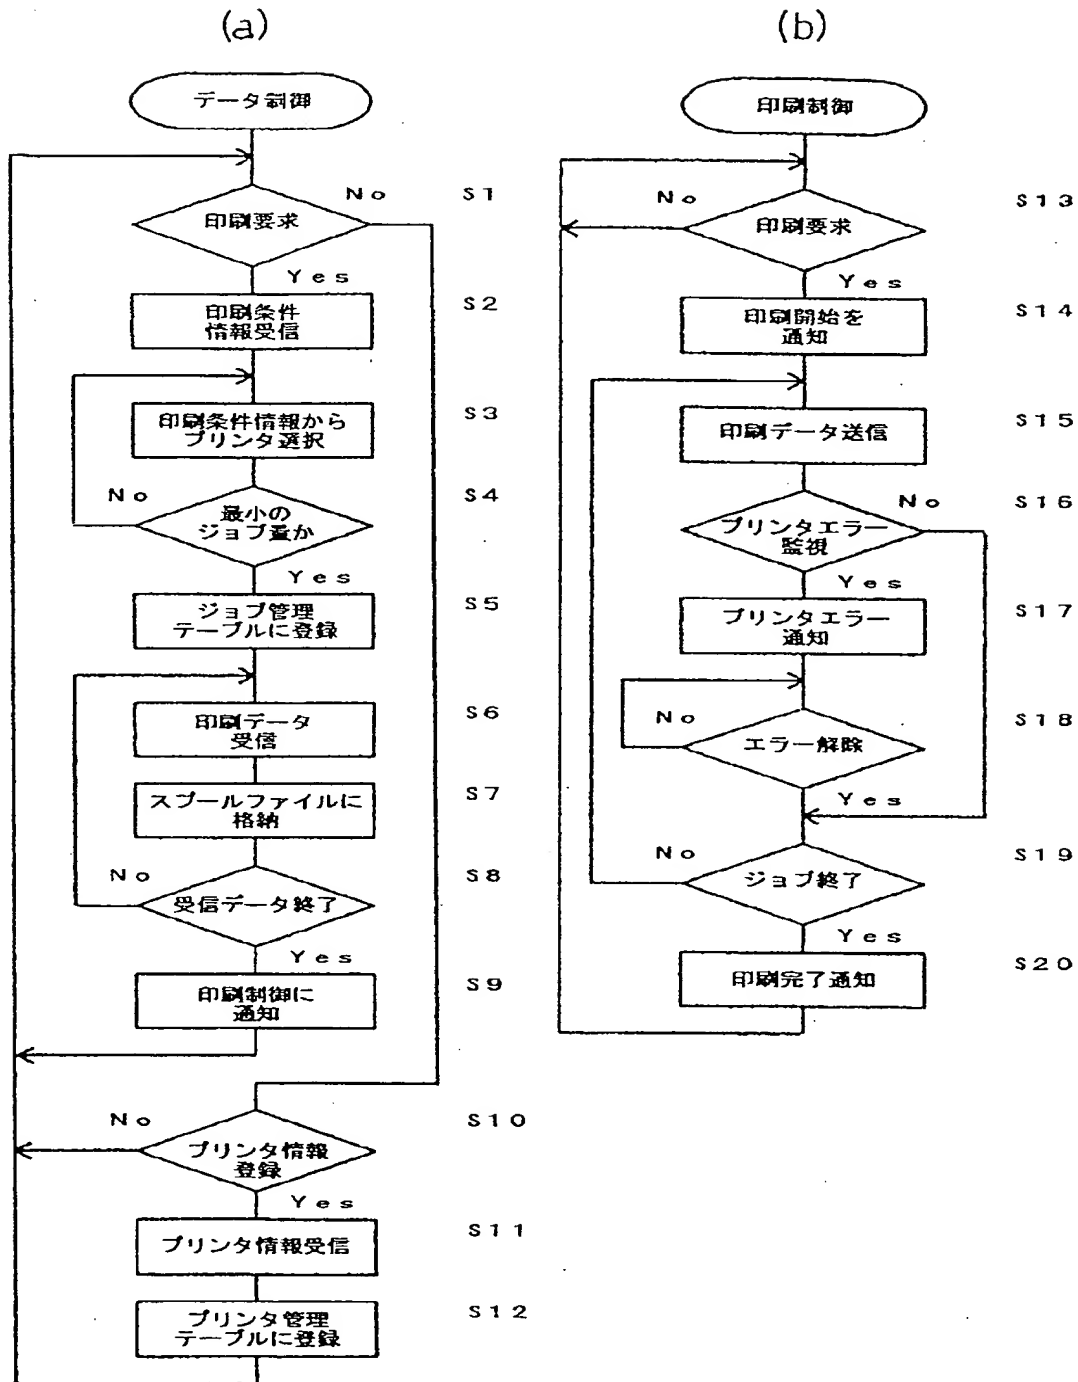 (a)
データ制御
No
S1
印刷要求
Yes
印刷条件
情報受信
S2
印刷条件情報から
プリンタ選択
S3
No
S4
最小の
ジョブ量か
Yes
ジョブ管理
テーブルに登録
S5
印刷データ
受信
S6
スプールファイルに
格納
S7
No
S8
受信データ終了
Yes
印刷制御に
通知
S9
No
S10
プリンタ情報
登録
Yes
プリンタ情報受信
S11
プリンタ管理
テーブルに登録
S12
(b)
印刷制御
No
S13
印刷要求
Yes
印刷開始を
通知
S14
印刷データ送信
S15
No
S16
プリンタエラー
監視
Yes
プリンタエラー
通知
S17
No
S18
エラー解除
Yes
No
S19
ジョブ終了
Yes
印刷完了通知
S20